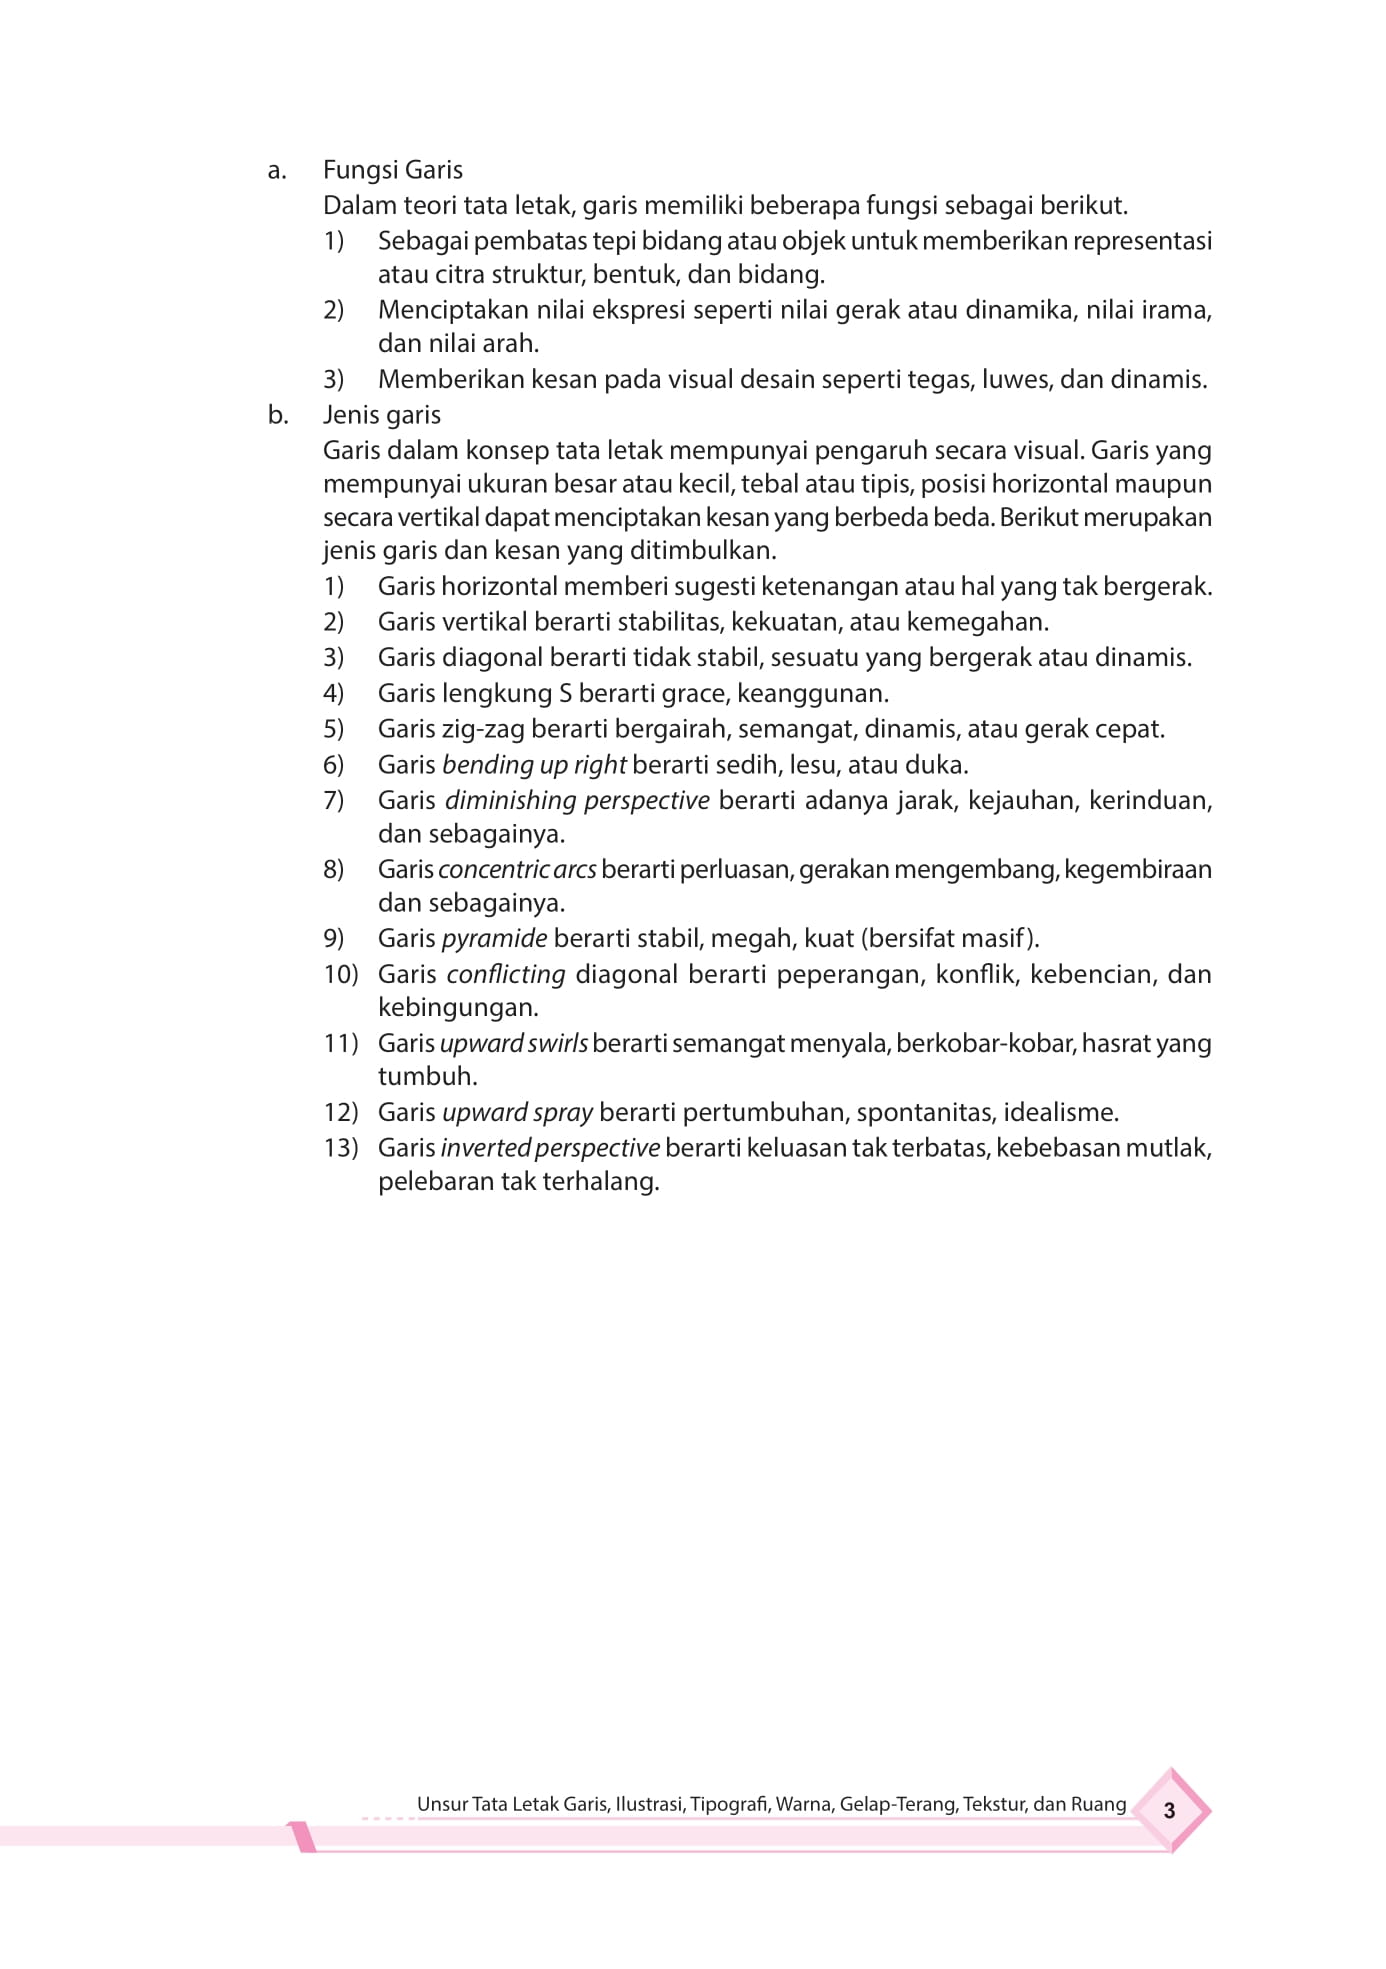 a. Fungsi Garis
Dalam teori tata letak, garis memiliki beberapa fungsi sebagai berikut.
1) Sebagai pembatas tepi bidang atau objek untuk memberikan representasi
atau citra struktur, bentuk, dan bidang.
2) Menciptakan nilai ekspresi seperti nilai gerak atau dinamika, nilai irama,
dan nilai arah.
3) Memberikan kesan pada visual desain seperti tegas, luwes, dan dinamis.
b. Jenis garis
Garis dalam konsep tata letak mempunyai pengaruh secara visual. Garis yang
mempunyai ukuran besar atau kecil, tebal atau tipis, posisi horizontal maupun
secara vertikal dapat menciptakan kesan yang berbeda beda. Berikut merupakan
jenis garis dan kesan yang ditimbulkan.
1) Garis horizontal memberi sugesti ketenangan atau hal yang tak bergerak.
2) Garis vertikal berarti stabilitas, kekuatan, atau kemegahan.
3) Garis diagonal berarti tidak stabil, sesuatu yang bergerak atau dinamis.
4) Garis lengkung S berarti grace, keanggunan.
5) Garis zig-zag berarti bergairah, semangat, dinamis, atau gerak cepat.
6) Garis bending up right berarti sedih, lesu, atau duka.
7) Garis diminishing perspective berarti adanya jarak, kejauhan, kerinduan,
dan sebagainya.
8) Garis concentric arcs berarti perluasan, gerakan mengembang, kegembiraan
dan sebagainya.
9) Garis pyramide berarti stabil, megah, kuat (bersifat masif).
10) Garis conflicting diagonal berarti peperangan, konflik, kebencian, dan
kebingungan.
11) Garis upward swirls berarti semangat menyala, berkobar-kobar, hasrat yang
tumbuh.
12) Garis upward spray berarti pertumbuhan, spontanitas, idealisme.
13) Garis inverted perspective berarti keluasan tak terbatas, kebebasan mutlak,
pelebaran tak terhalang.
Unsur Tata Letak Garis, Ilustrasi, Tipografi, Warna, Gelap-Terang, Tekstur, dan Ruang
3